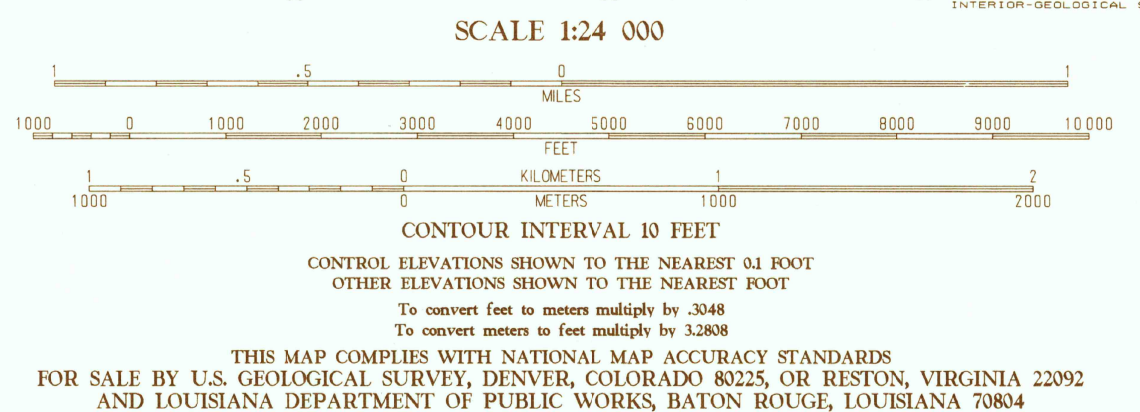 INTERIOR-GEOLOGICAL
SCALE 1:24 000
1 .5 0 1
MILES
1000 0 1000 2000 3000 4000 5000 6000 7000 8000 9000 10 000
FEET
1 .5 0 KILOMETERS 1 2
1000 0 METERS 1000 2000
CONTOUR INTERVAL 10 FEET
CONTROL ELEVATIONS SHOWN TO THE NEAREST 0.1 FOOT
OTHER ELEVATIONS SHOWN TO THE NEAREST FOOT
To convert feet to meters multiply by .3048
To convert meters to feet multiply by 3.2808
THIS MAP COMPLIES WITH NATIONAL MAP ACCURACY STANDARDS
FOR SALE BY U.S. GEOLOGICAL SURVEY, DENVER, COLORADO 80225, OR RESTON, VIRGINIA 22092
AND LOUISIANA DEPARTMENT OF PUBLIC WORKS, BATON ROUGE, LOUISIANA 70804